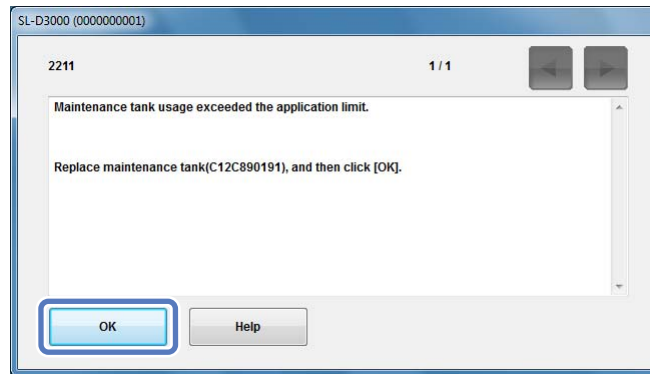 SL-D3000 (0000000001)
2211 1 / 1
Maintenance tank usage exceeded the application limit.
Replace maintenance tank(C12C890191), and then click [OK].
OK Help